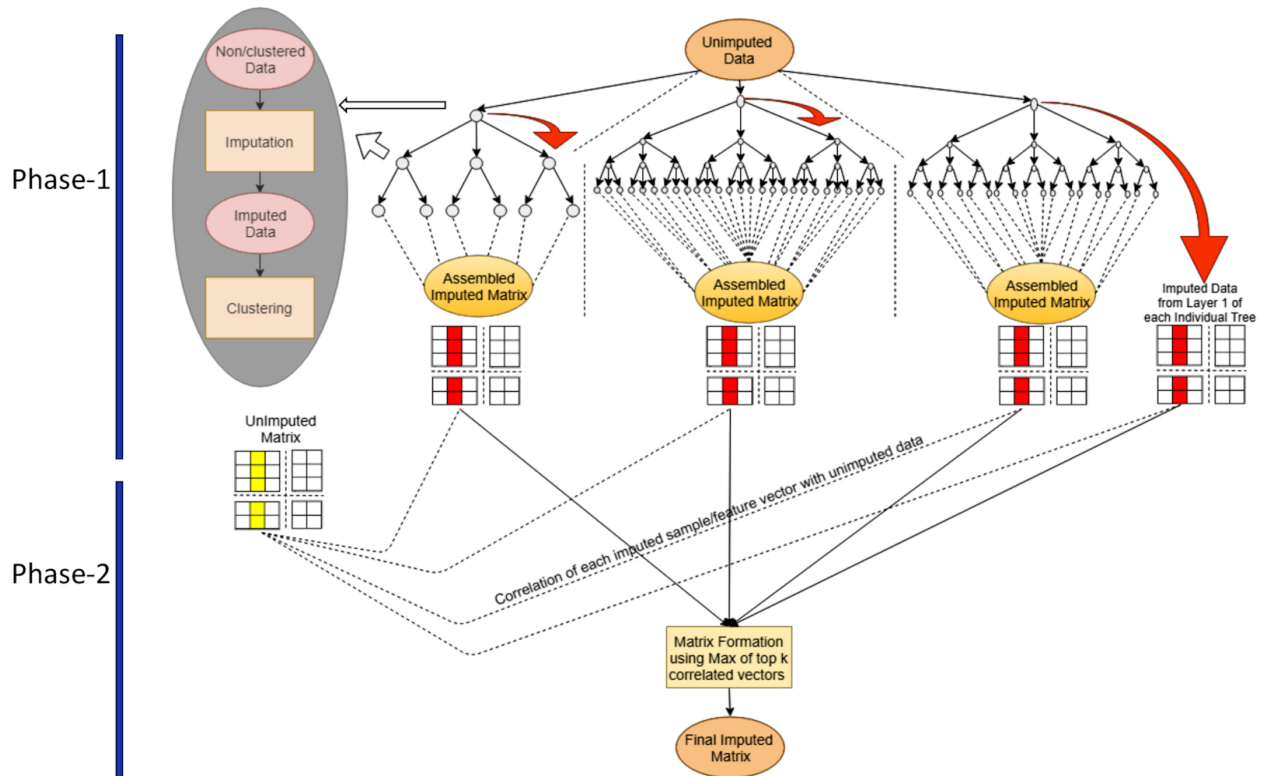 Phase-1
Non/clustered
Data
Imputation
Imputed
Data
Clustering
Unimputed
Data
Assembled
Imputed Matrix
Assembled
Imputed Matrix
Assembled
Imputed Matrix
Imputed Data
from Layer 1 of
each Individual Tree
UnImputed
Matrix
Phase-2
Correlation of each imputed sample/feature vector with unimputed data
Matrix Formation
using Max of top k
correlated vectors
Final Imputed
Matrix